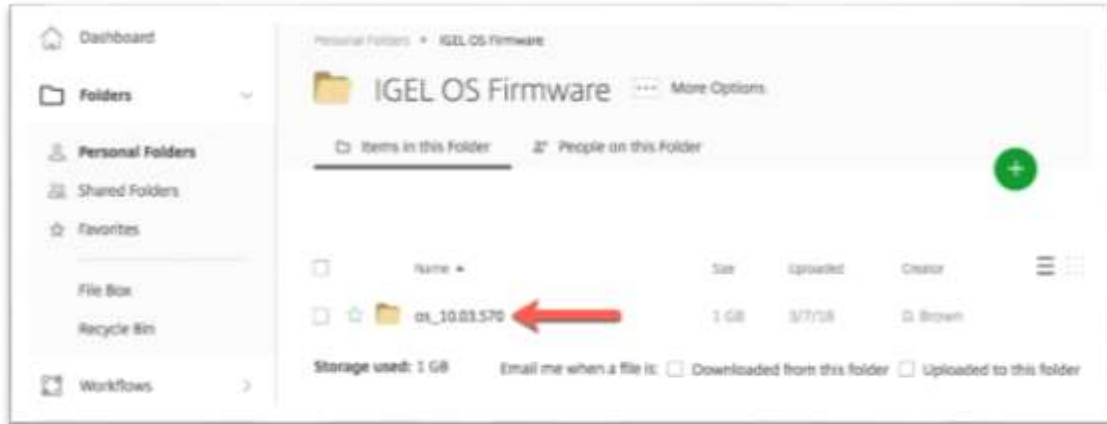 Dashboard
Folders
Personal Folders
Shared Folders
Favorites
File Box
Recycle Bin
Workflows
Personal Folders IGEL OS Firmware
IGEL OS Firmware ... More Options
Items in this Folder People on this Folder
+
Name Size Uploaded Creator
os_10.03.570 1 GB 3/7/18 D. Brown
Storage used: 1 GB Email me when a file is: Downloaded from this folder Uploaded to this folder